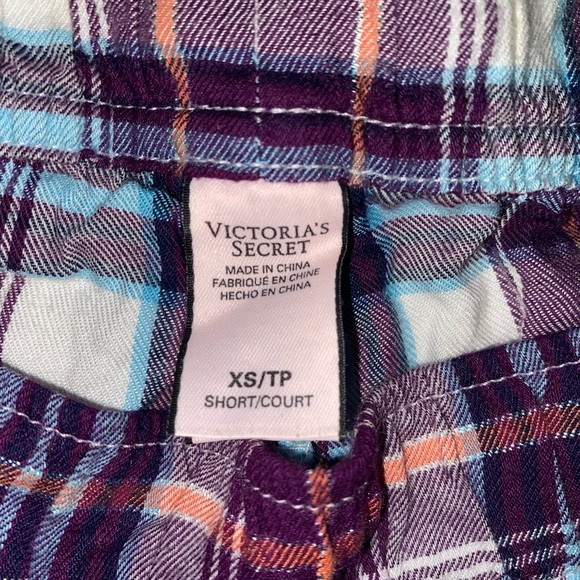 VICTORIA'S
SECRET
MADE IN CHINA
FABRIQUÉ EN CHINE
HECHO EN CHINA
XS/TP
SHORT/COURT